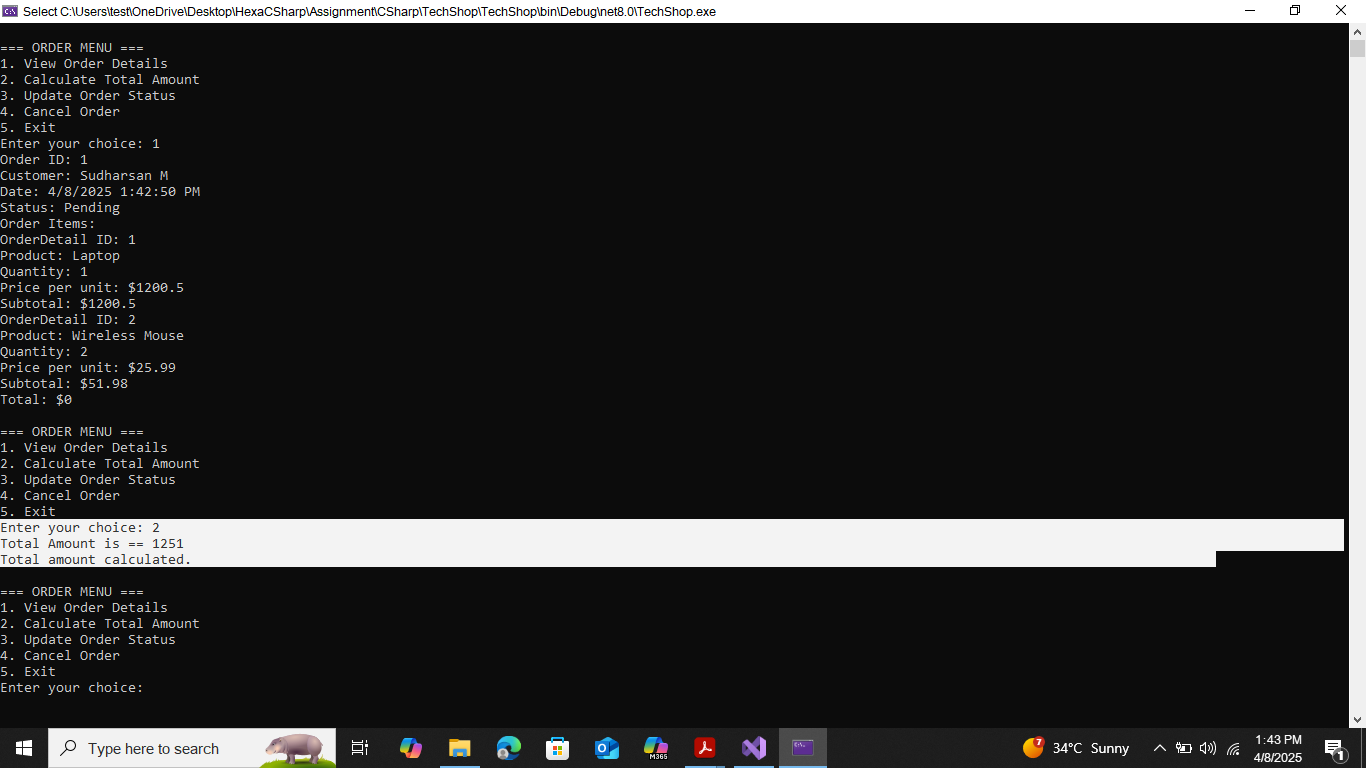 Select C:\Users\test\OneDrive\Desktop\HexaCSharp\Assignment\CSharp\TechShop\TechShop\bin\Debug\net8.0\TechShop.exe
=== ORDER MENU ===
1. View Order Details
2. Calculate Total Amount
3. Update Order Status
4. Cancel Order
5. Exit
Enter your choice: 1
Order ID: 1
Customer: Sudharsan M
Date: 4/8/2025 1:42:50 PM
Status: Pending
Order Items:
OrderDetail ID: 1
Product: Laptop
Quantity: 1
Price per unit: $1200.5
Subtotal: $1200.5
OrderDetail ID: 2
Product: Wireless Mouse
Quantity: 2
Price per unit: $25.99
Subtotal: $51.98
Total: $0
=== ORDER MENU ===
1. View Order Details
2. Calculate Total Amount
3. Update Order Status
4. Cancel Order
5. Exit
Enter your choice: 2
Total Amount is == 1251
Total amount calculated.
=== ORDER MENU ===
1. View Order Details
2. Calculate Total Amount
3. Update Order Status
4. Cancel Order
5. Exit
Enter your choice:
Type here to search
M365
7
34°C Sunny
1:43 PM
4/8/2025
1